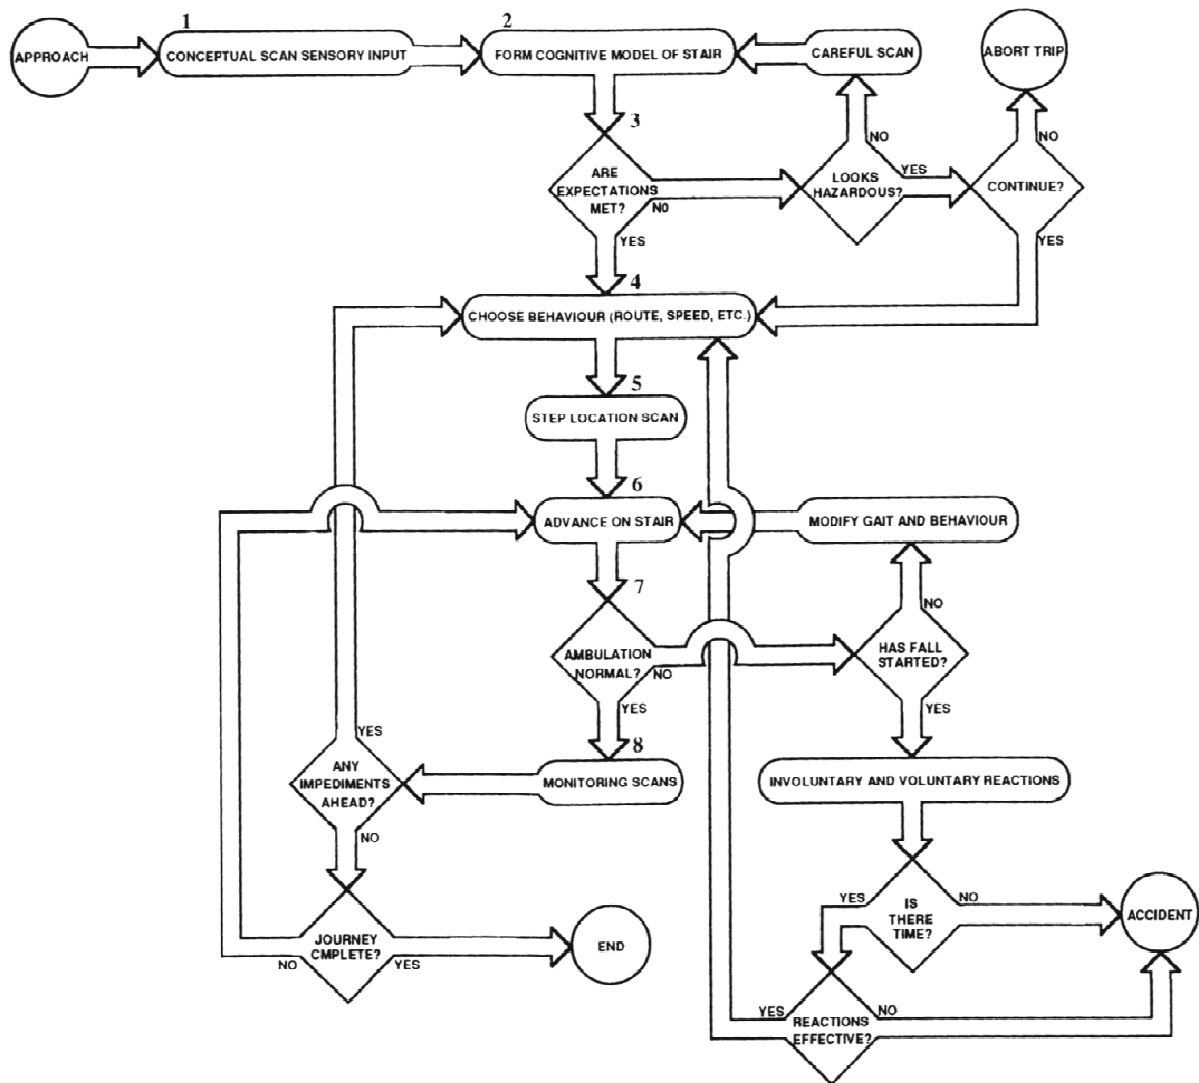 1
2
APPROACH
CONCEPTUAL SCAN SENSORY INPUT
FORM COGNITIVE MODEL OF STAIR
CAREFUL SCAN
ABORT TRIP
3
NO
NO
ARE
EXPECTATIONS
MET?
NO
LOOKS
HAZARDOUS?
YES
CONTINUE?
YES
YES
4
CHOOSE BEHAVIOUR (ROUTE, SPEED, ETC.)
5
STEP LOCATION SCAN
6
ADVANCE ON STAIR
MODIFY GAIT AND BEHAVIOUR
7
NO
AMBULATION
NORMAL?
NO
HAS FALL
STARTED?
YES
YES
8
YES
ANY
IMPEDIMENTS
AHEAD?
MONITORING SCANS
INVOLUNTARY AND VOLUNTARY REACTIONS
NO
YES
NO
IS
THERE
TIME?
ACCIDENT
JOURNEY
CMPLETE?
NO
YES
END
YES
NO
REACTIONS
EFFECTIVE?